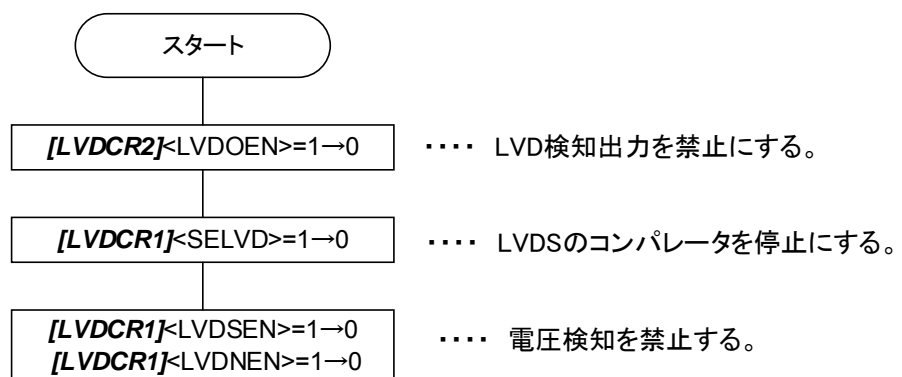 スタート
[LVDCR2]<LVDOEN>=1→0 ････ LVD検知出力を禁止にする。
[LVDCR1]<SELVD>=1→0 ････ LVDSのコンパレータを停止にする。
[LVDCR1]<LVDSEN>=1→0
[LVDCR1]<LVDNEN>=1→0 ････ 電圧検知を禁止する。